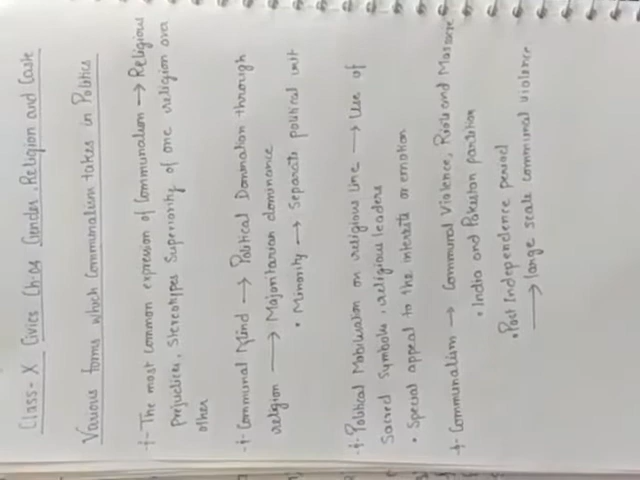 Class-X Civics Ch-03 Gender, Religion and Caste
Various forms which Communalism takes in Politics
-|- The most common expression of Communalism → Religious
Prejudices, Stereotypes Superiority of one religion over
other
-|- Communal Mind → Political Domination through
religion → Majoritarian dominance
• Minority → Separate political unit
-|- Political Mobilisation on religious line → Use of
Sacred Symbols, religious leaders
• Special appeal to the interests or emotion
-|- Communalism → Communal Violence, Riots and Massacre
• India and Pakistan partition
• Post Independence period
→ large scale communal violence